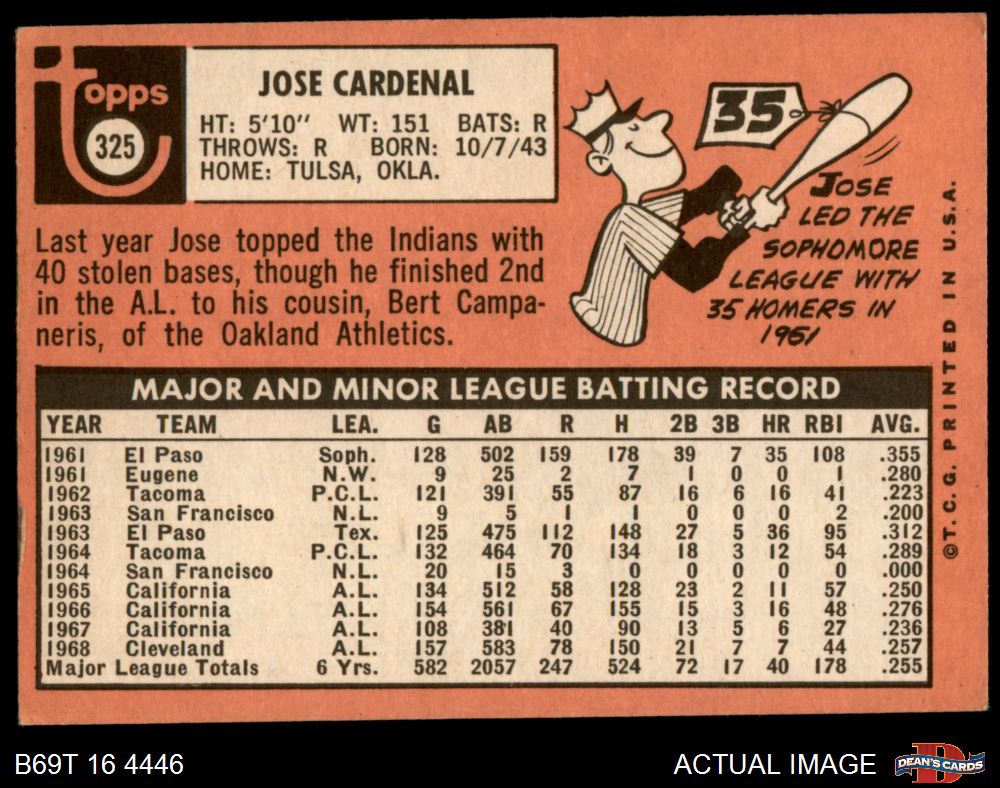 Topps
325
JOSE CARDENAL
HT: 5'10" WT: 151 BATS: R
THROWS: R BORN: 10/7/43
HOME: TULSA, OKLA.
Last year Jose topped the Indians with
40 stolen bases, though he finished 2nd
in the A.L. to his cousin, Bert Campa-
neris, of the Oakland Athletics.
35
JOSE
LED THE
SOPHOMORE
LEAGUE WITH
35 HOMERS IN
1961
MAJOR AND MINOR LEAGUE BATTING RECORD
YEAR TEAM LEA. G AB R H 2B 3B HR RBI AVG.
1961 El Paso Soph. 128 502 159 178 39 7 35 108 .355
1961 Eugene N.W. 9 25 2 7 1 0 0 1 .280
1962 Tacoma P.C.L. 121 391 55 87 16 6 16 41 .223
1963 San Francisco N.L. 9 5 1 1 0 0 0 2 .200
1963 El Paso Tex. 125 475 112 148 27 5 36 95 .312
1964 Tacoma P.C.L. 132 464 70 134 18 3 12 54 .289
1964 San Francisco N.L. 20 15 3 0 0 0 0 0 .000
1965 California A.L. 134 512 58 128 23 2 11 57 .250
1966 California A.L. 154 561 67 155 15 3 16 48 .276
1967 California A.L. 108 381 40 90 13 5 6 27 .236
1968 Cleveland A.L. 157 583 78 150 21 7 7 44 .257
Major League Totals 6 Yrs. 582 2057 247 524 72 17 40 178 .255
©T.C.G. PRINTED IN U.S.A.
B69T 16 4446
ACTUAL IMAGE
D
DEAN'S CARDS